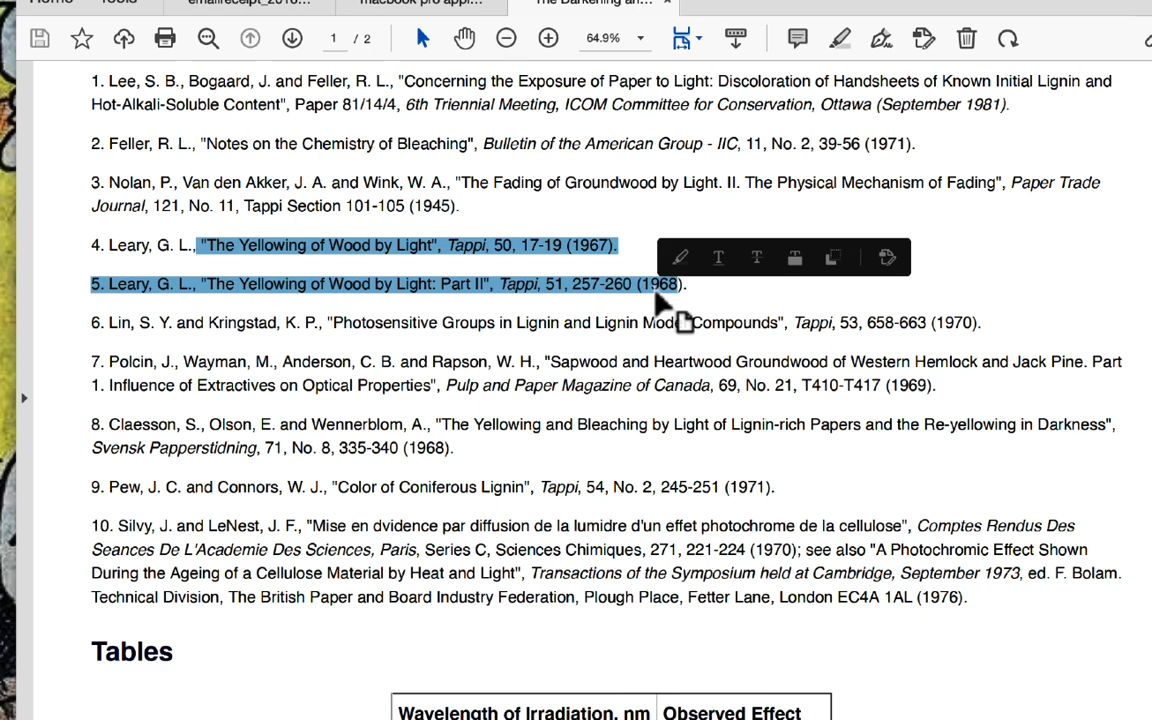 1 / 2
64.9%
1. Lee, S. B., Bogaard, J. and Feller, R. L., "Concerning the Exposure of Paper to Light: Discoloration of Handsheets of Known Initial Lignin and
Hot-Alkali-Soluble Content", Paper 81/14/4, 6th Triennial Meeting, ICOM Committee for Conservation, Ottawa (September 1981).
2. Feller, R. L., "Notes on the Chemistry of Bleaching", Bulletin of the American Group - IIC, 11, No. 2, 39-56 (1971).
3. Nolan, P., Van den Akker, J. A. and Wink, W. A., "The Fading of Groundwood by Light. II. The Physical Mechanism of Fading", Paper Trade
Journal, 121, No. 11, Tappi Section 101-105 (1945).
4. Leary, G. L., "The Yellowing of Wood by Light", Tappi, 50, 17-19 (1967).
5. Leary, G. L., "The Yellowing of Wood by Light: Part II", Tappi, 51, 257-260 (1968).
6. Lin, S. Y. and Kringstad, K. P., "Photosensitive Groups in Lignin and Lignin Compounds", Tappi, 53, 658-663 (1970).
7. Polcin, J., Wayman, M., Anderson, C. B. and Rapson, W. H., "Sapwood and Heartwood Groundwood of Western Hemlock and Jack Pine. Part
1. Influence of Extractives on Optical Properties", Pulp and Paper Magazine of Canada, 69, No. 21, T410-T417 (1969).
8. Claesson, S., Olson, E. and Wennerblom, A., "The Yellowing and Bleaching by Light of Lignin-rich Papers and the Re-yellowing in Darkness",
Svensk Papperstidning, 71, No. 8, 335-340 (1968).
9. Pew, J. C. and Connors, W. J., "Color of Coniferous Lignin", Tappi, 54, No. 2, 245-251 (1971).
10. Silvy, J. and LeNest, J. F., "Mise en dvidence par diffusion de la lumidre d'un effet photochrome de la cellulose", Comptes Rendus Des
Seances De L'Academie Des Sciences, Paris, Series C, Sciences Chimiques, 271, 221-224 (1970); see also "A Photochromic Effect Shown
During the Ageing of a Cellulose Material by Heat and Light", Transactions of the Symposium held at Cambridge, September 1973, ed. F. Bolam.
Technical Division, The British Paper and Board Industry Federation, Plough Place, Fetter Lane, London EC4A 1AL (1976).
Tables
Wavelength of Irradiation, nm Observed Effect